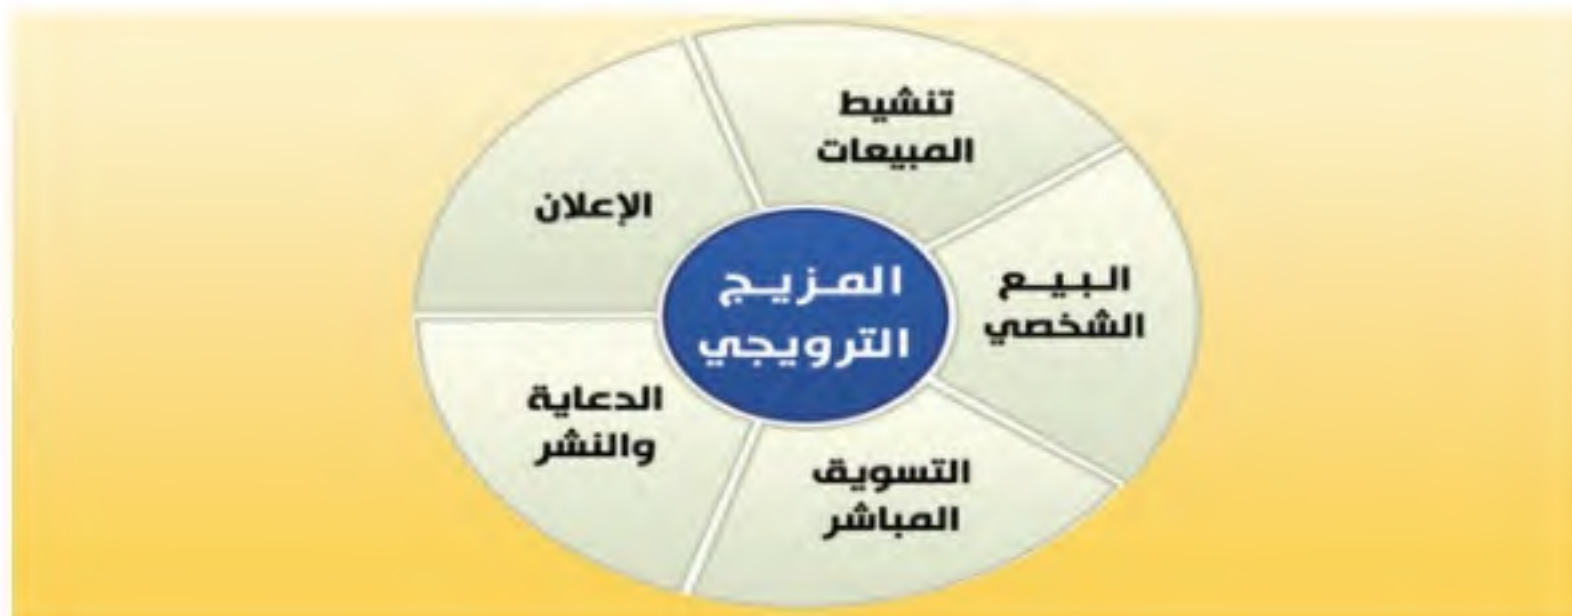 تنشيط
المبيعات
البيع
الشخصي
التسويق
المباشر
الدعاية
والنشر
الإعلان
المزيج
الترويجي